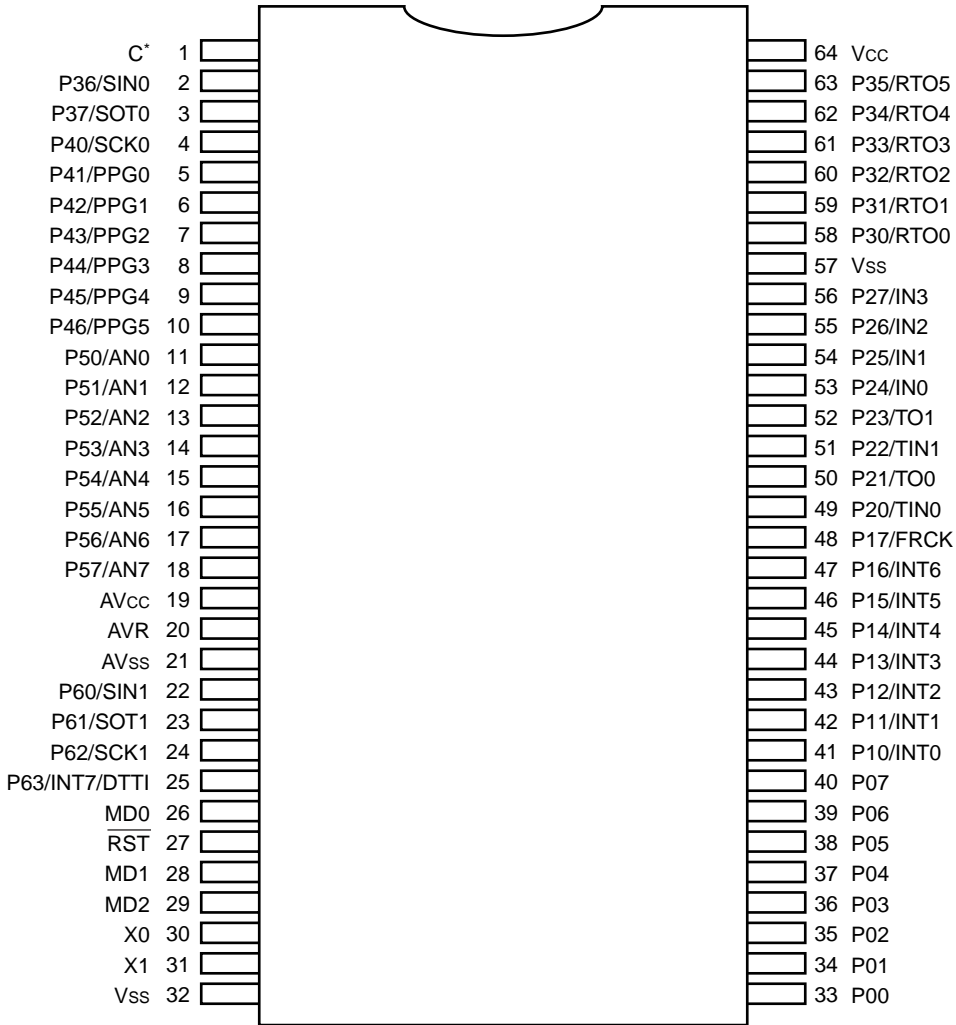 C* 1 64 Vcc
P36/SIN0 2 63 P35/RTO5
P37/SOT0 3 62 P34/RTO4
P40/SCK0 4 61 P33/RTO3
P41/PPG0 5 60 P32/RTO2
P42/PPG1 6 59 P31/RTO1
P43/PPG2 7 58 P30/RTO0
P44/PPG3 8 57 Vss
P45/PPG4 9 56 P27/IN3
P46/PPG5 10 55 P26/IN2
P50/AN0 11 54 P25/IN1
P51/AN1 12 53 P24/IN0
P52/AN2 13 52 P23/TO1
P53/AN3 14 51 P22/TIN1
P54/AN4 15 50 P21/TO0
P55/AN5 16 49 P20/TIN0
P56/AN6 17 48 P17/FRCK
P57/AN7 18 47 P16/INT6
AVcc 19 46 P15/INT5
AVR 20 45 P14/INT4
AVss 21 44 P13/INT3
P60/SIN1 22 43 P12/INT2
P61/SOT1 23 42 P11/INT1
P62/SCK1 24 41 P10/INT0
P63/INT7/DTTI 25 40 P07
MD0 26 39 P06
R̅S̅T̅ 27 38 P05
MD1 28 37 P04
MD2 29 36 P03
X0 30 35 P02
X1 31 34 P01
Vss 32 33 P00